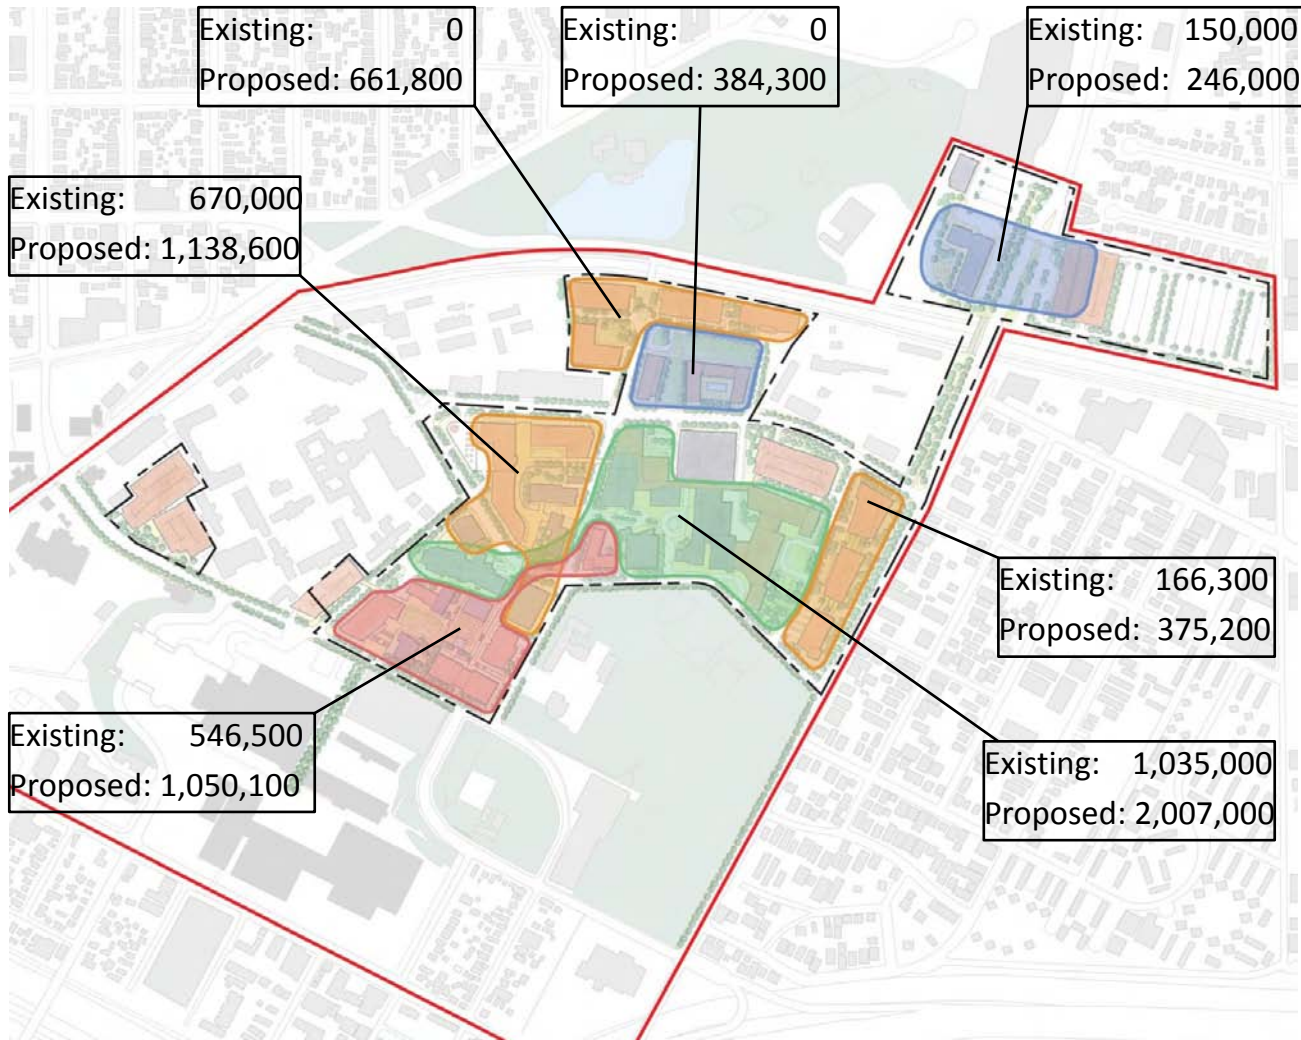 Existing: 0
Proposed: 661,800
Existing: 0
Proposed: 384,300
Existing: 150,000
Proposed: 246,000
Existing: 670,000
Proposed: 1,138,600
Existing: 166,300
Proposed: 375,200
Existing: 546,500
Proposed: 1,050,100
Existing: 1,035,000
Proposed: 2,007,000